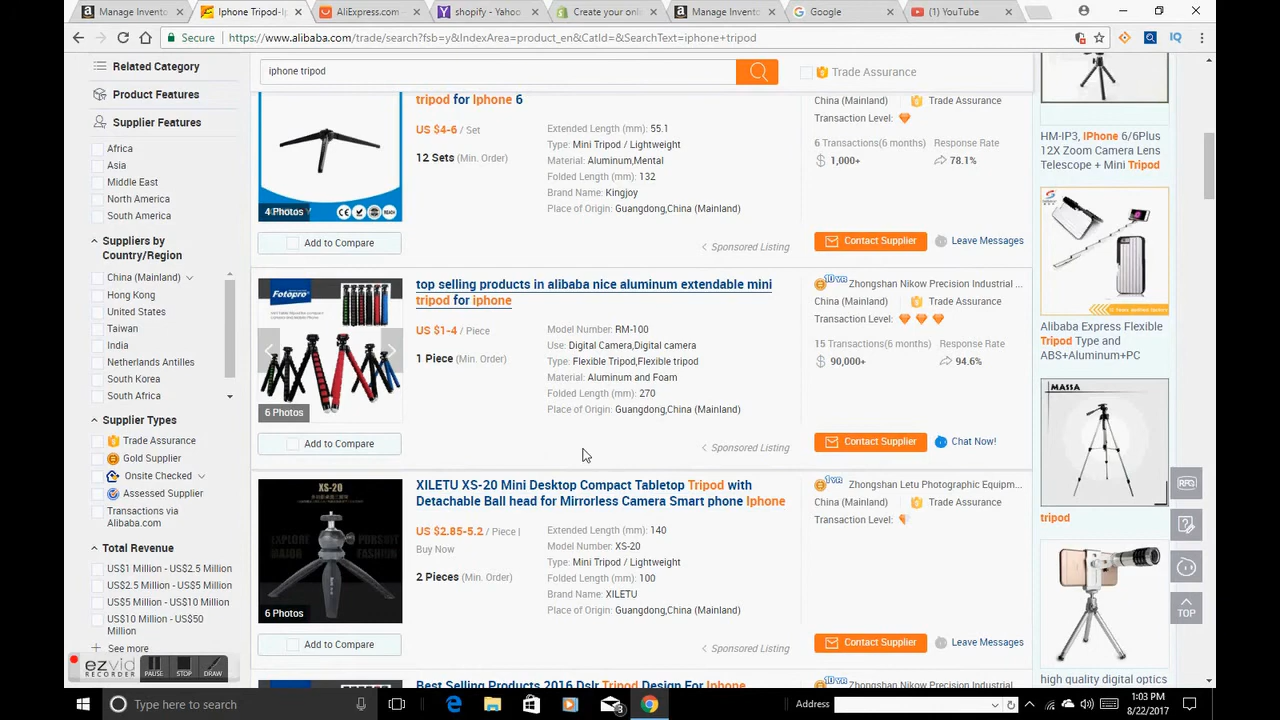 Manage Invento
Iphone Tripod-Ip
AliExpress.com
shopify - Yahoo
Create your onli
Manage Invento
Google
(1) YouTube
Secure
https://www.alibaba.com/trade/search?fsb=y&IndexArea=product_en&CatId=&SearchText=iphone+tripod
Related Category
Product Features
Supplier Features
Africa
Asia
Middle East
North America
South America
Suppliers by
Country/Region
China (Mainland)
Hong Kong
United States
Taiwan
India
Netherlands Antilles
South Korea
South Africa
Supplier Types
Trade Assurance
Gold Supplier
Onsite Checked
Assessed Supplier
Transactions via
Alibaba.com
Total Revenue
US$1 Million - US$2.5 Million
US$2.5 Million - US$5 Million
US$5 Million - US$10 Million
US$10 Million - US$50
Million
See more
ezvid
RECORDER
PAUSE
STOP
DRAW
iphone tripod
Trade Assurance
tripod for Iphone 6
US $4-6 / Set
12 Sets (Min. Order)
Extended Length (mm): 55.1
Type: Mini Tripod / Lightweight
Material: Aluminum,Mental
Folded Length (mm): 132
Brand Name: Kingjoy
Place of Origin: Guangdong,China (Mainland)
4 Photos
Add to Compare
Sponsored Listing
China (Mainland)
Trade Assurance
Transaction Level:
6 Transactions(6 months)
Response Rate
1,000+
78.1%
Contact Supplier
Leave Messages
top selling products in alibaba nice aluminum extendable mini
tripod for iphone
US $1-4 / Piece
1 Piece (Min. Order)
Model Number: RM-100
Use: Digital Camera,Digital camera
Type: Flexible Tripod,Flexible tripod
Material: Aluminum and Foam
Folded Length (mm): 270
Place of Origin: Guangdong,China (Mainland)
Fotopro
6 Photos
Add to Compare
Sponsored Listing
10 YR
Zhongshan Nikow Precision Industrial ...
China (Mainland)
Trade Assurance
Transaction Level:
15 Transactions(6 months)
Response Rate
90,000+
94.6%
Contact Supplier
Chat Now!
XILETU XS-20 Mini Desktop Compact Tabletop Tripod with
Detachable Ball head for Mirrorless Camera Smart phone Iphone
US $2.85-5.2 / Piece |
Buy Now
2 Pieces (Min. Order)
Extended Length (mm): 140
Model Number: XS-20
Type: Mini Tripod / Lightweight
Folded Length (mm): 100
Brand Name: XILETU
Place of Origin: Guangdong,China (Mainland)
XS-20
LAPLORE
MAJOR
PURSUIT
FASHION
6 Photos
Add to Compare
Sponsored Listing
1 YR
Zhongshan Letu Photographic Equipm...
China (Mainland)
Trade Assurance
Transaction Level:
Contact Supplier
Leave Messages
Best Selling Products 2016 Dslr Tripod Design For Iphone
10 YR
Zhongshan Nikow Precision Industrial
HM-IP3, IPhone 6/6Plus
12X Zoom Camera Lens
Telescope + Mini Tripod
Alibaba Express Flexible
Tripod Type and
ABS+Aluminum+PC
MASSA
tripod
high quality digital optics
RFQ
TOP
Type here to search
Address
1:03 PM
8/22/2017